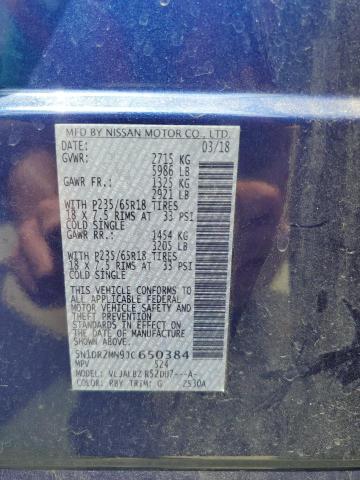 MFD BY NISSAN MOTOR CO., LTD.
DATE: 03/18
GVWR: 2715 KG
5986 LB
GAWR FR.: 1325 KG
2921 LB
WITH P235/65R18 TIRES
18 X 7.5 RIMS AT 33 PSI
COLD SINGLE
GAWR RR.: 1454 KG
3205 LB
WITH P235/65R18 TIRES
18 X 7.5 RIMS AT 33 PSI
COLD SINGLE
THIS VEHICLE CONFORMS
TO ALL APPLICABLE FEDERAL
MOTOR VEHICLE SAFETY AND
THEFT PREVENTION
STANDARDS IN EFFECT ON
THE DATE OF MANUFACTURE
SHOWN ABOVE.
5N1DR2MN9JC650384
MPV S24
MODEL: R52DU7---A-
COLOR: RBY TRIM: G Z530A